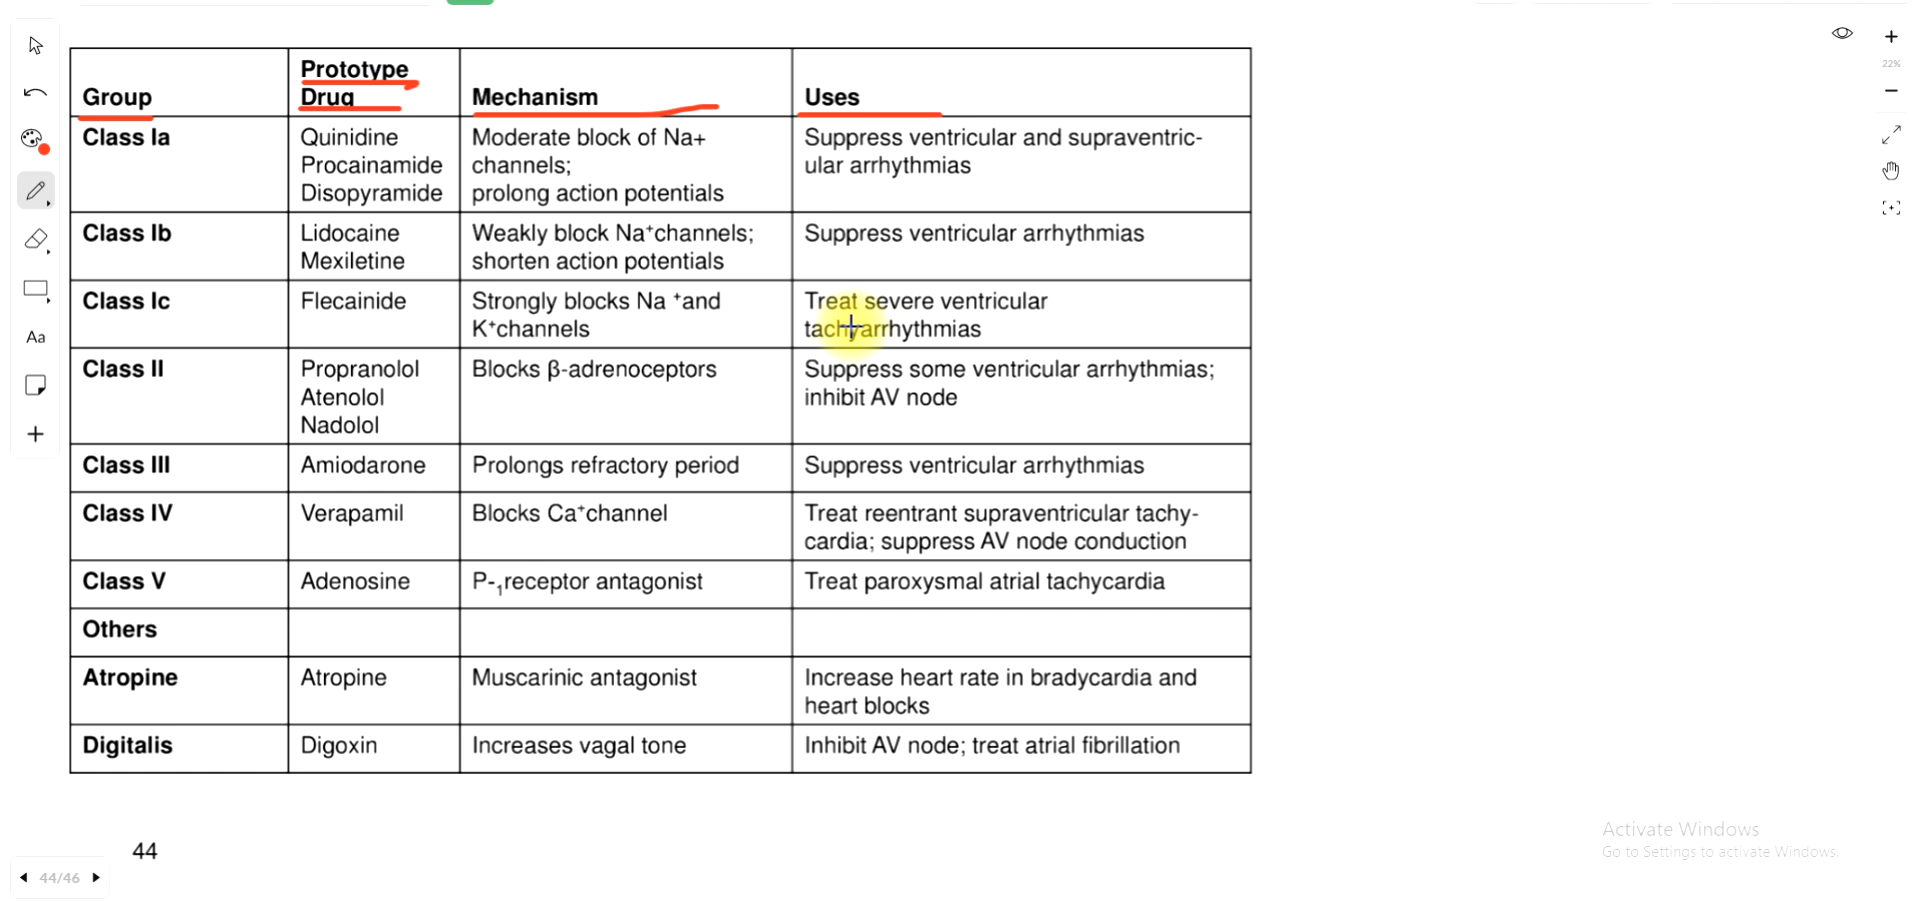 Group
Prototype
Drug
Mechanism
Uses
Class Ia
Quinidine
Procainamide
Disopyramide
Moderate block of Na+
channels;
prolong action potentials
Suppress ventricular and supraventric-
ular arrhythmias
Class Ib
Lidocaine
Mexiletine
Weakly block Na⁺channels;
shorten action potentials
Suppress ventricular arrhythmias
Class Ic
Flecainide
Strongly blocks Na ⁺and
K⁺channels
Treat severe ventricular
tachyarrhythmias
Class II
Propranolol
Atenolol
Nadolol
Blocks β-adrenoceptors
Suppress some ventricular arrhythmias;
inhibit AV node
Class III
Amiodarone
Prolongs refractory period
Suppress ventricular arrhythmias
Class IV
Verapamil
Blocks Ca⁺channel
Treat reentrant supraventricular tachy-
cardia; suppress AV node conduction
Class V
Adenosine
P-₁receptor antagonist
Treat paroxysmal atrial tachycardia
Others
Atropine
Atropine
Muscarinic antagonist
Increase heart rate in bradycardia and
heart blocks
Digitalis
Digoxin
Increases vagal tone
Inhibit AV node; treat atrial fibrillation
44
44/46
Aa
22%
Activate Windows
Go to Settings to activate Windows.